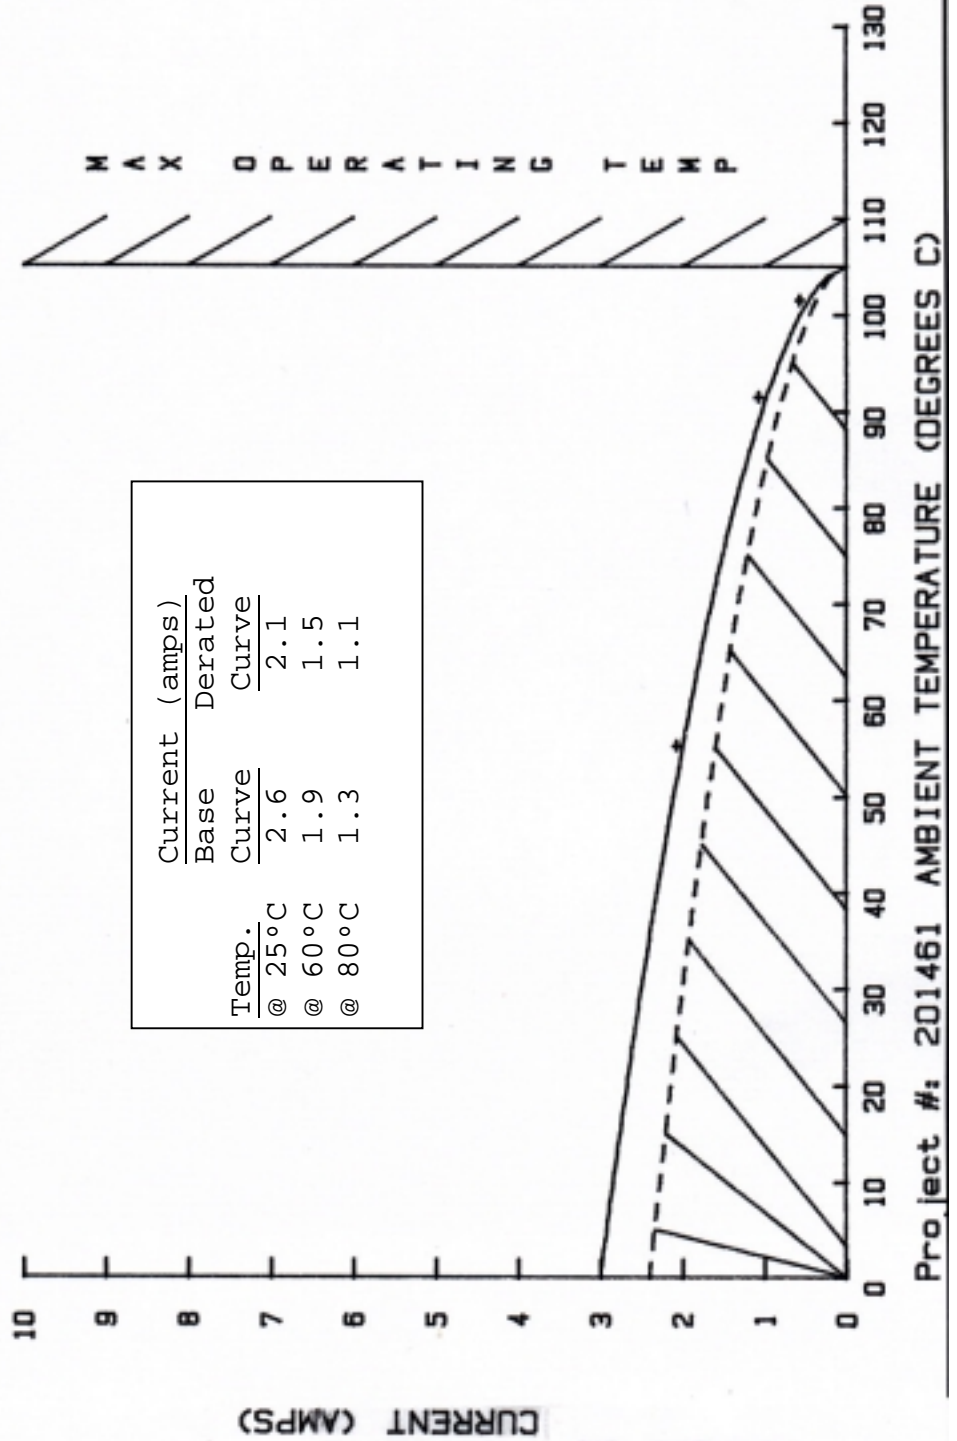 10
9
8
7
6
5
4
3
2
1
0
CURRENT (AMPS)
Current (amps)
Base Derated
Temp. Curve Curve
@ 25°C 2.6 2.1
@ 60°C 1.9 1.5
@ 80°C 1.3 1.1
MAX OPERATING TEMP
0 10 20 30 40 50 60 70 80 90 100 110 120 130
Project #: 201461 AMBIENT TEMPERATURE (DEGREES C)